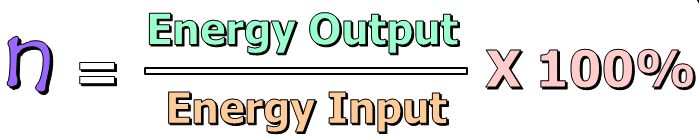 Energy Output
n = X 100%
Energy Input